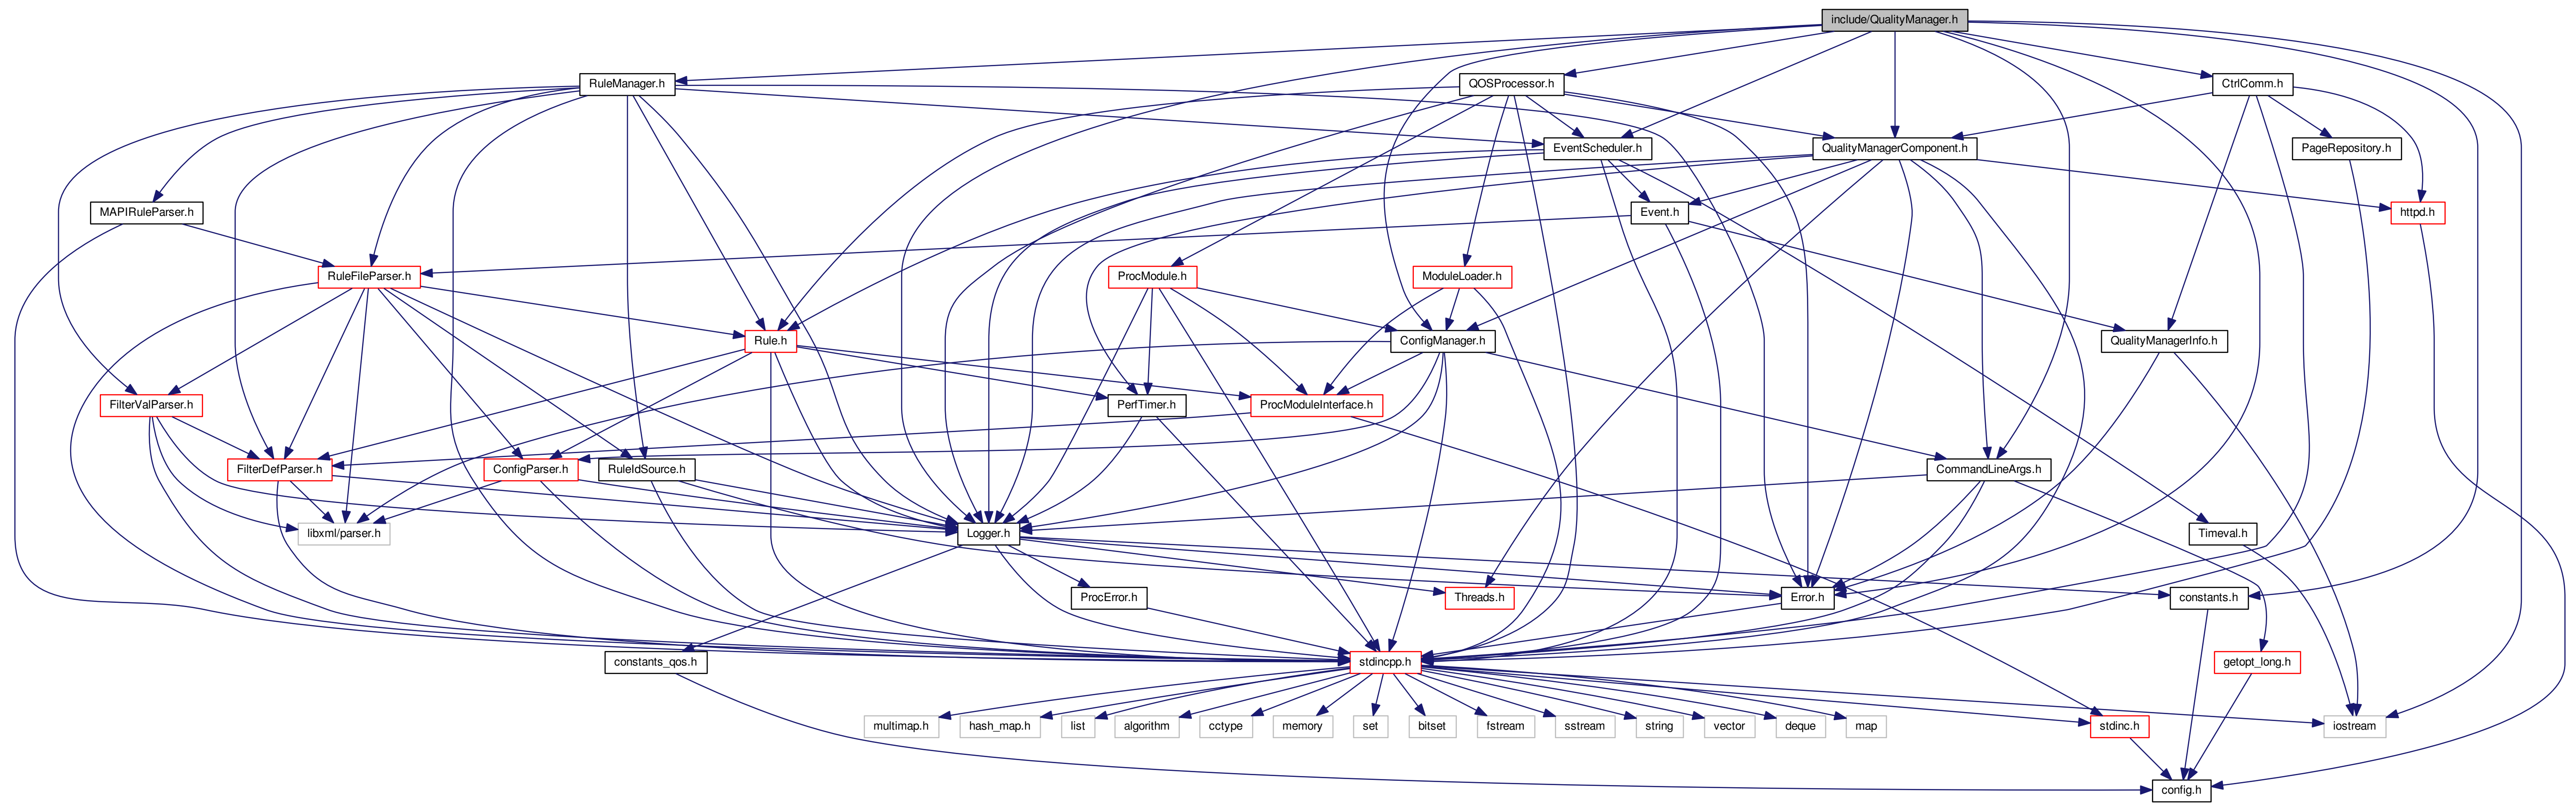 include/QualityManager.h
RuleManager.h
QOSProcessor.h
CtrlComm.h
EventScheduler.h
QualityManagerComponent.h
PageRepository.h
MAPIRuleParser.h
Event.h
httpd.h
RuleFileParser.h
ProcModule.h
ModuleLoader.h
Rule.h
ConfigManager.h
QualityManagerInfo.h
FilterValParser.h
PerfTimer.h
ProcModuleInterface.h
FilterDefParser.h
ConfigParser.h
RuleIdSource.h
CommandLineArgs.h
libxml/parser.h
Logger.h
Timeval.h
ProcError.h
Threads.h
Error.h
constants.h
constants_qos.h
stdincpp.h
getopt_long.h
multimap.h
hash_map.h
list
algorithm
cctype
memory
set
bitset
fstream
sstream
string
vector
deque
map
stdinc.h
iostream
config.h